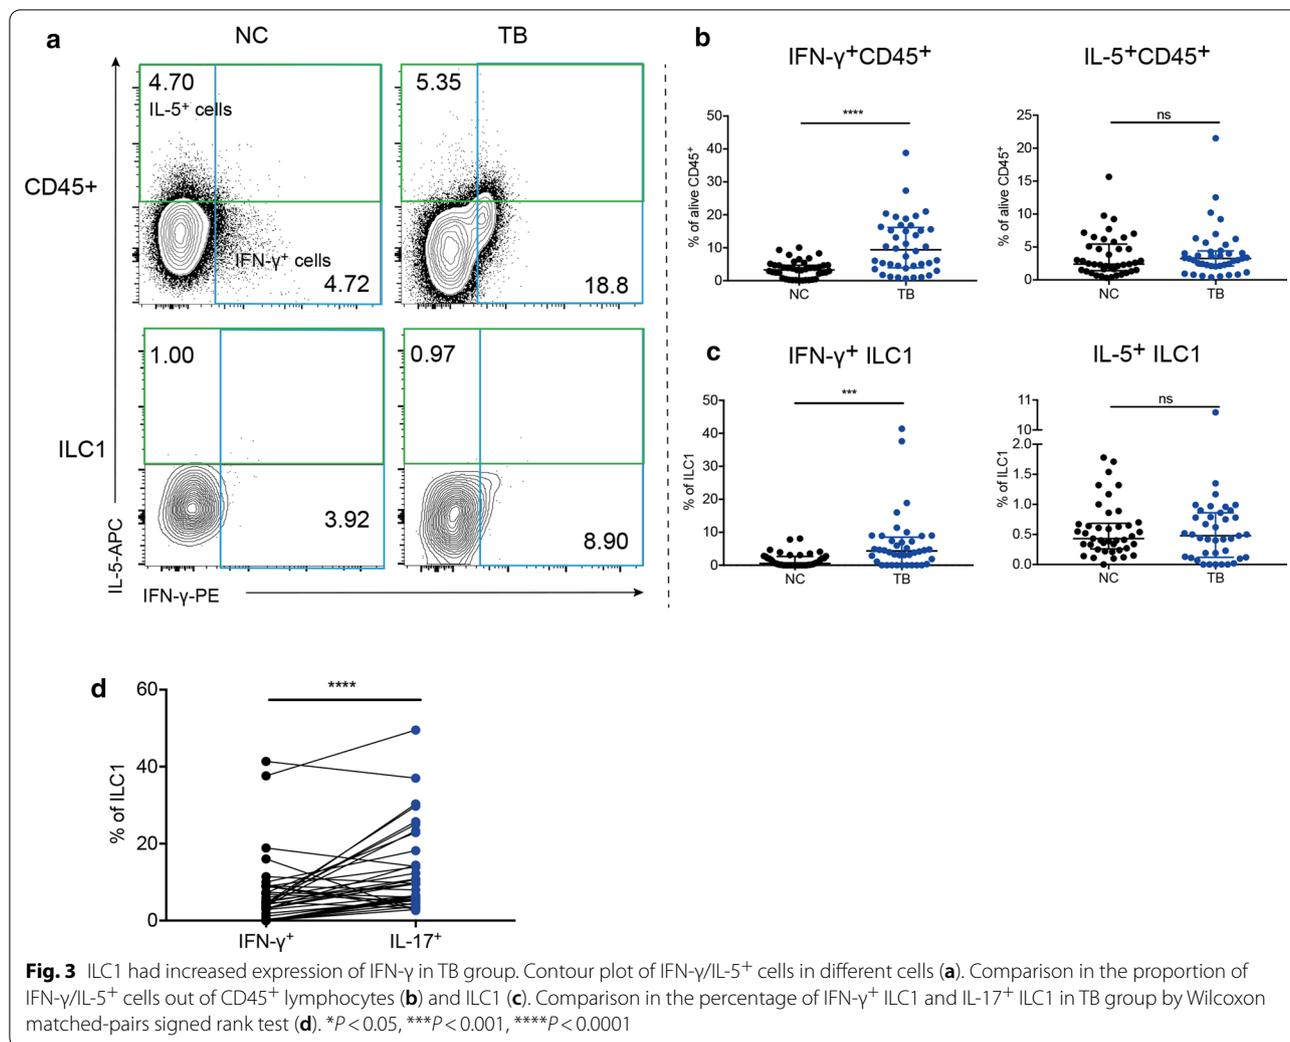 a
NC
TB
4.70
IL-5+ cells
5.35
CD45+
IFN-γ+ cells
4.72
18.8
1.00
0.97
ILC1
3.92
8.90
IL-5-APC
IFN-γ-PE
b
IFN-γ+CD45+
IL-5+CD45+
% of alive CD45+
50
40
30
20
10
0
****
NC
TB
% of alive CD45+
25
20
15
10
5
0
ns
NC
TB
c
IFN-γ+ ILC1
IL-5+ ILC1
% of ILC1
50
40
30
20
10
0
***
NC
TB
% of ILC1
11
10
2.0
1.5
1.0
0.5
0.0
ns
NC
TB
d
% of ILC1
60
40
20
0
****
IFN-γ+
IL-17+
Fig. 3 ILC1 had increased expression of IFN-γ in TB group. Contour plot of IFN-γ/IL-5+ cells in different cells (a). Comparison in the proportion of
IFN-γ/IL-5+ cells out of CD45+ lymphocytes (b) and ILC1 (c). Comparison in the percentage of IFN-γ+ ILC1 and IL-17+ ILC1 in TB group by Wilcoxon
matched-pairs signed rank test (d). *P < 0.05, ***P < 0.001, ****P < 0.0001